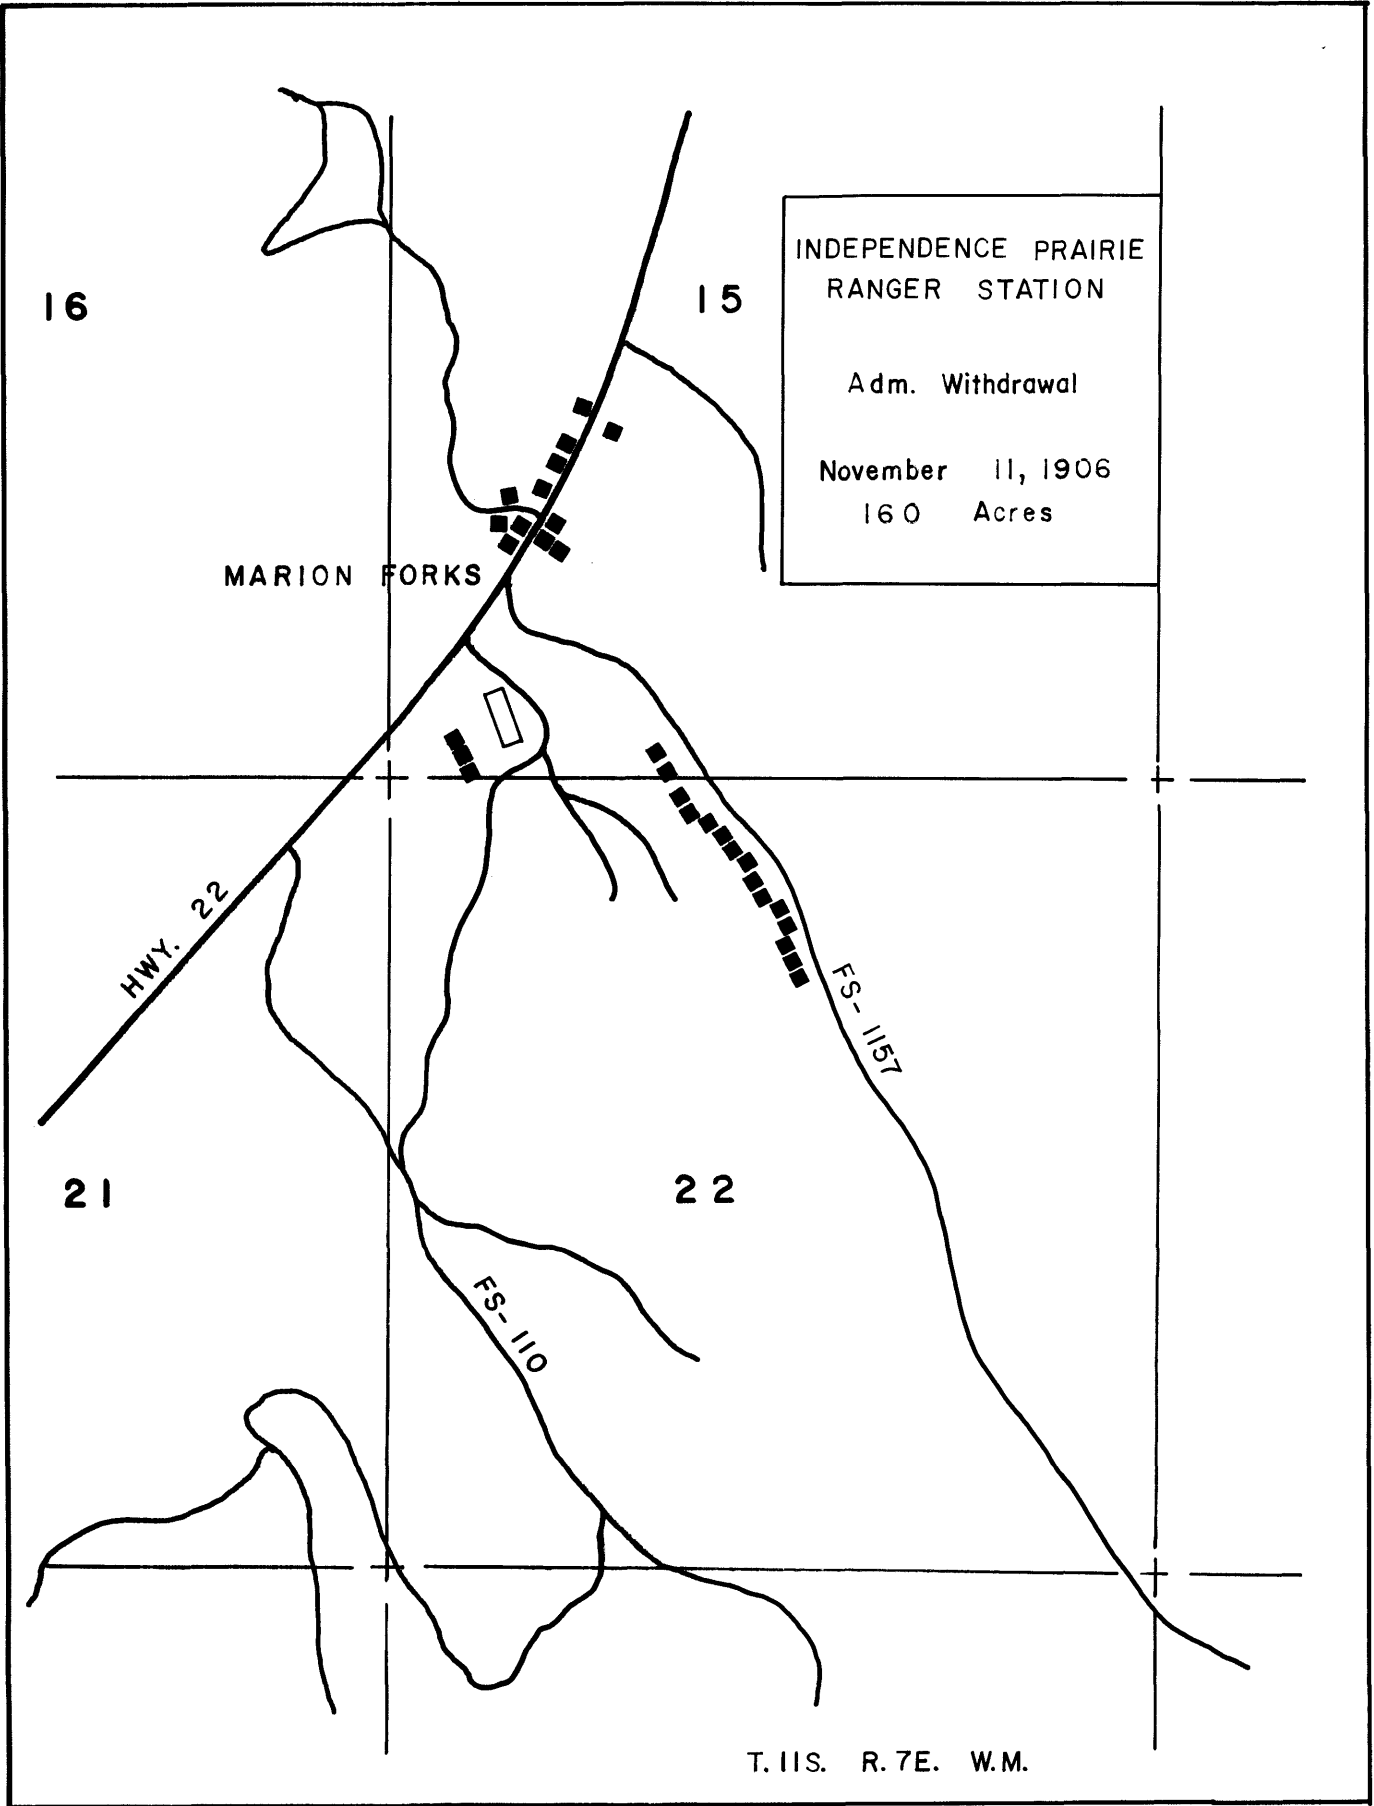 INDEPENDENCE PRAIRIE
RANGER STATION
Adm. Withdrawal
November 11, 1906
160 Acres
16
15
MARION FORKS
HWY. 22
FS-1157
21
22
FS-110
T. 11S. R. 7E. W.M.